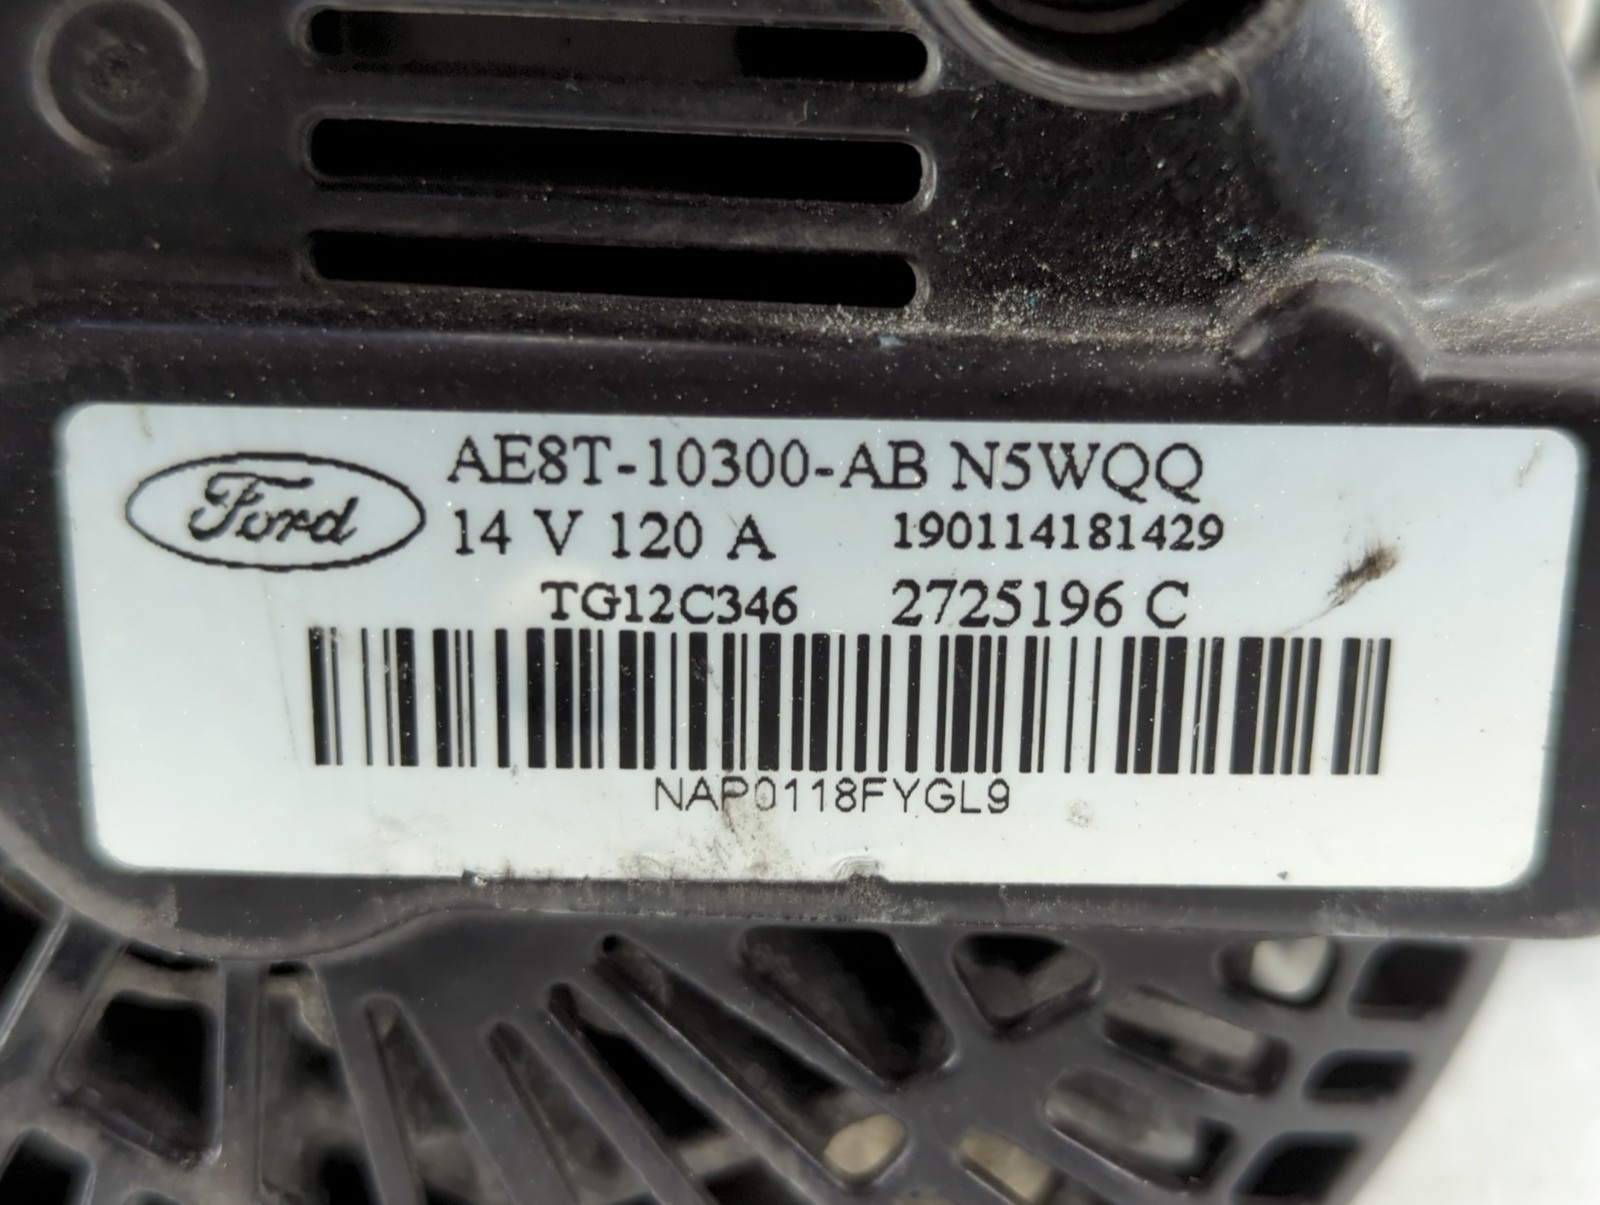 Ford
AE8T-10300-AB N5WQQ
14 V 120 A 190114181429
TG12C346 2725196 C
NAP0118FYGL9